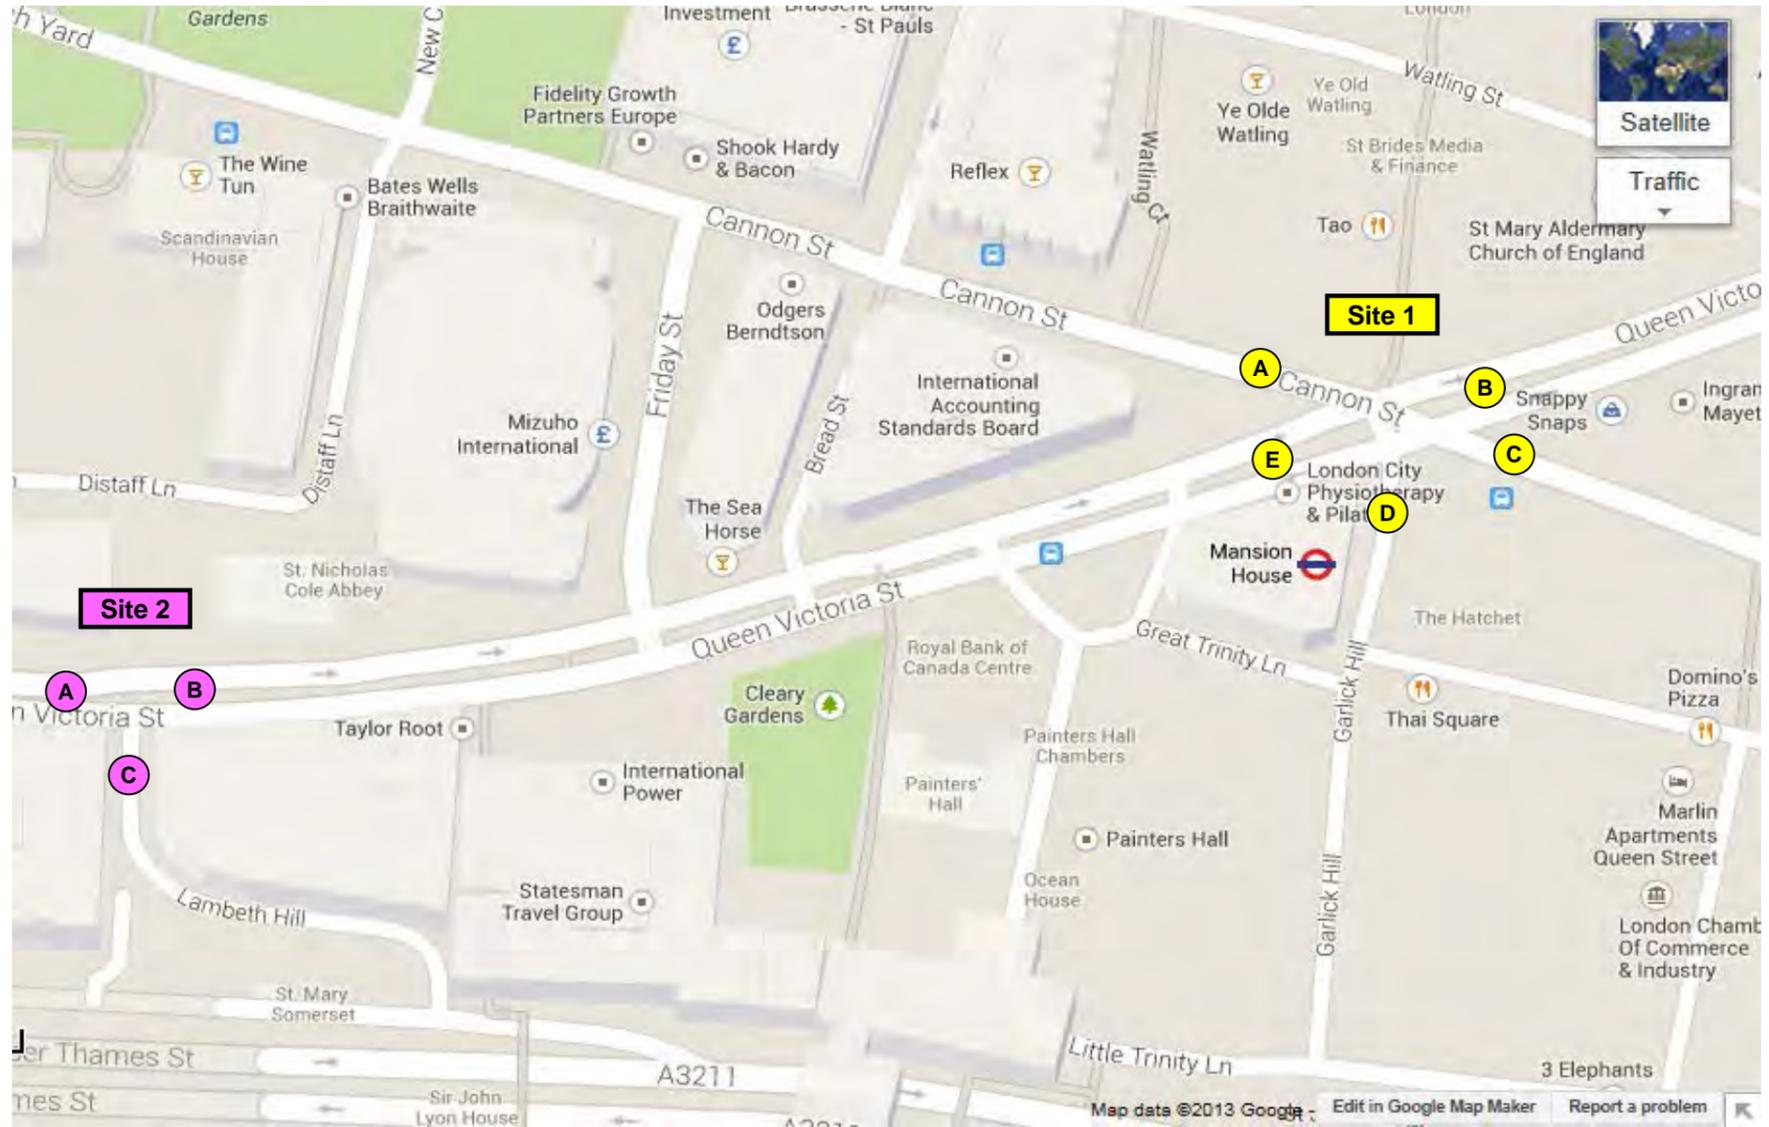 h Yard
Gardens
New C
Investment
- St Pauls
London
Watling St
Fidelity Growth
Partners Europe
Shook Hardy
& Bacon
Ye Olde
Watling
Ye Old
Watling
Satellite
Traffic
The Wine
Tun
Bates Wells
Braithwaite
Reflex
Watling Ct
St Brides Media
& Finance
Scandinavian
House
Cannon St
Tao
St Mary Aldermary
Church of England
Odgers
Berndtson
Cannon St
Site 1
Queen Victo
Friday St
International
Accounting
Standards Board
A
Cannon St
B
Snappy
Snaps
Ingran
Mayet
Mizuho
International
Bread St
Distaff Ln
Distaff Ln
E
C
London City
Physiotherapy
& Pilat
D
The Sea
Horse
Mansion
House
St. Nicholas
Cole Abbey
Site 2
Queen Victoria St
The Hatchet
Royal Bank of
Canada Centre
Great Trinity Ln
Garlick Hill
A
B
n Victoria St
Taylor Root
Cleary
Gardens
Thai Square
Domino's
Pizza
C
International
Power
Painters Hall
Chambers
Painters'
Hall
Painters Hall
Marlin
Apartments
Queen Street
Lambeth Hill
Statesman
Travel Group
Ocean
House
Garlick Hill
London Chamb
Of Commerce
& Industry
St. Mary
Somerset
er Thames St
A3211
Little Trinity Ln
3 Elephants
mes St
Sir John
Lyon House
Map data ©2013 Google -
Edit in Google Map Maker
Report a problem